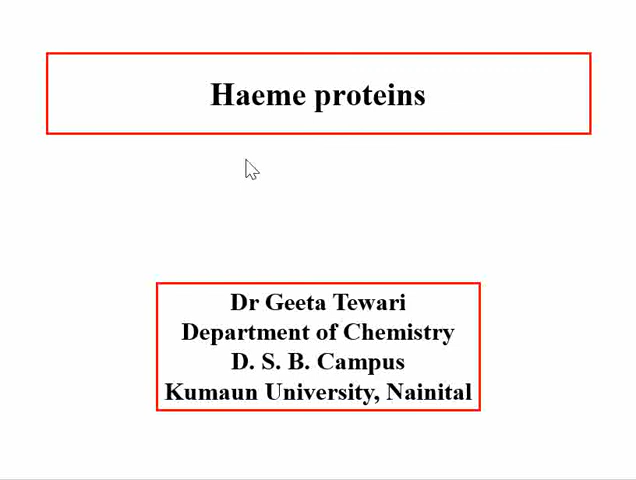 Haeme proteins
Dr Geeta Tewari
Department of Chemistry
D. S. B. Campus
Kumaun University, Nainital